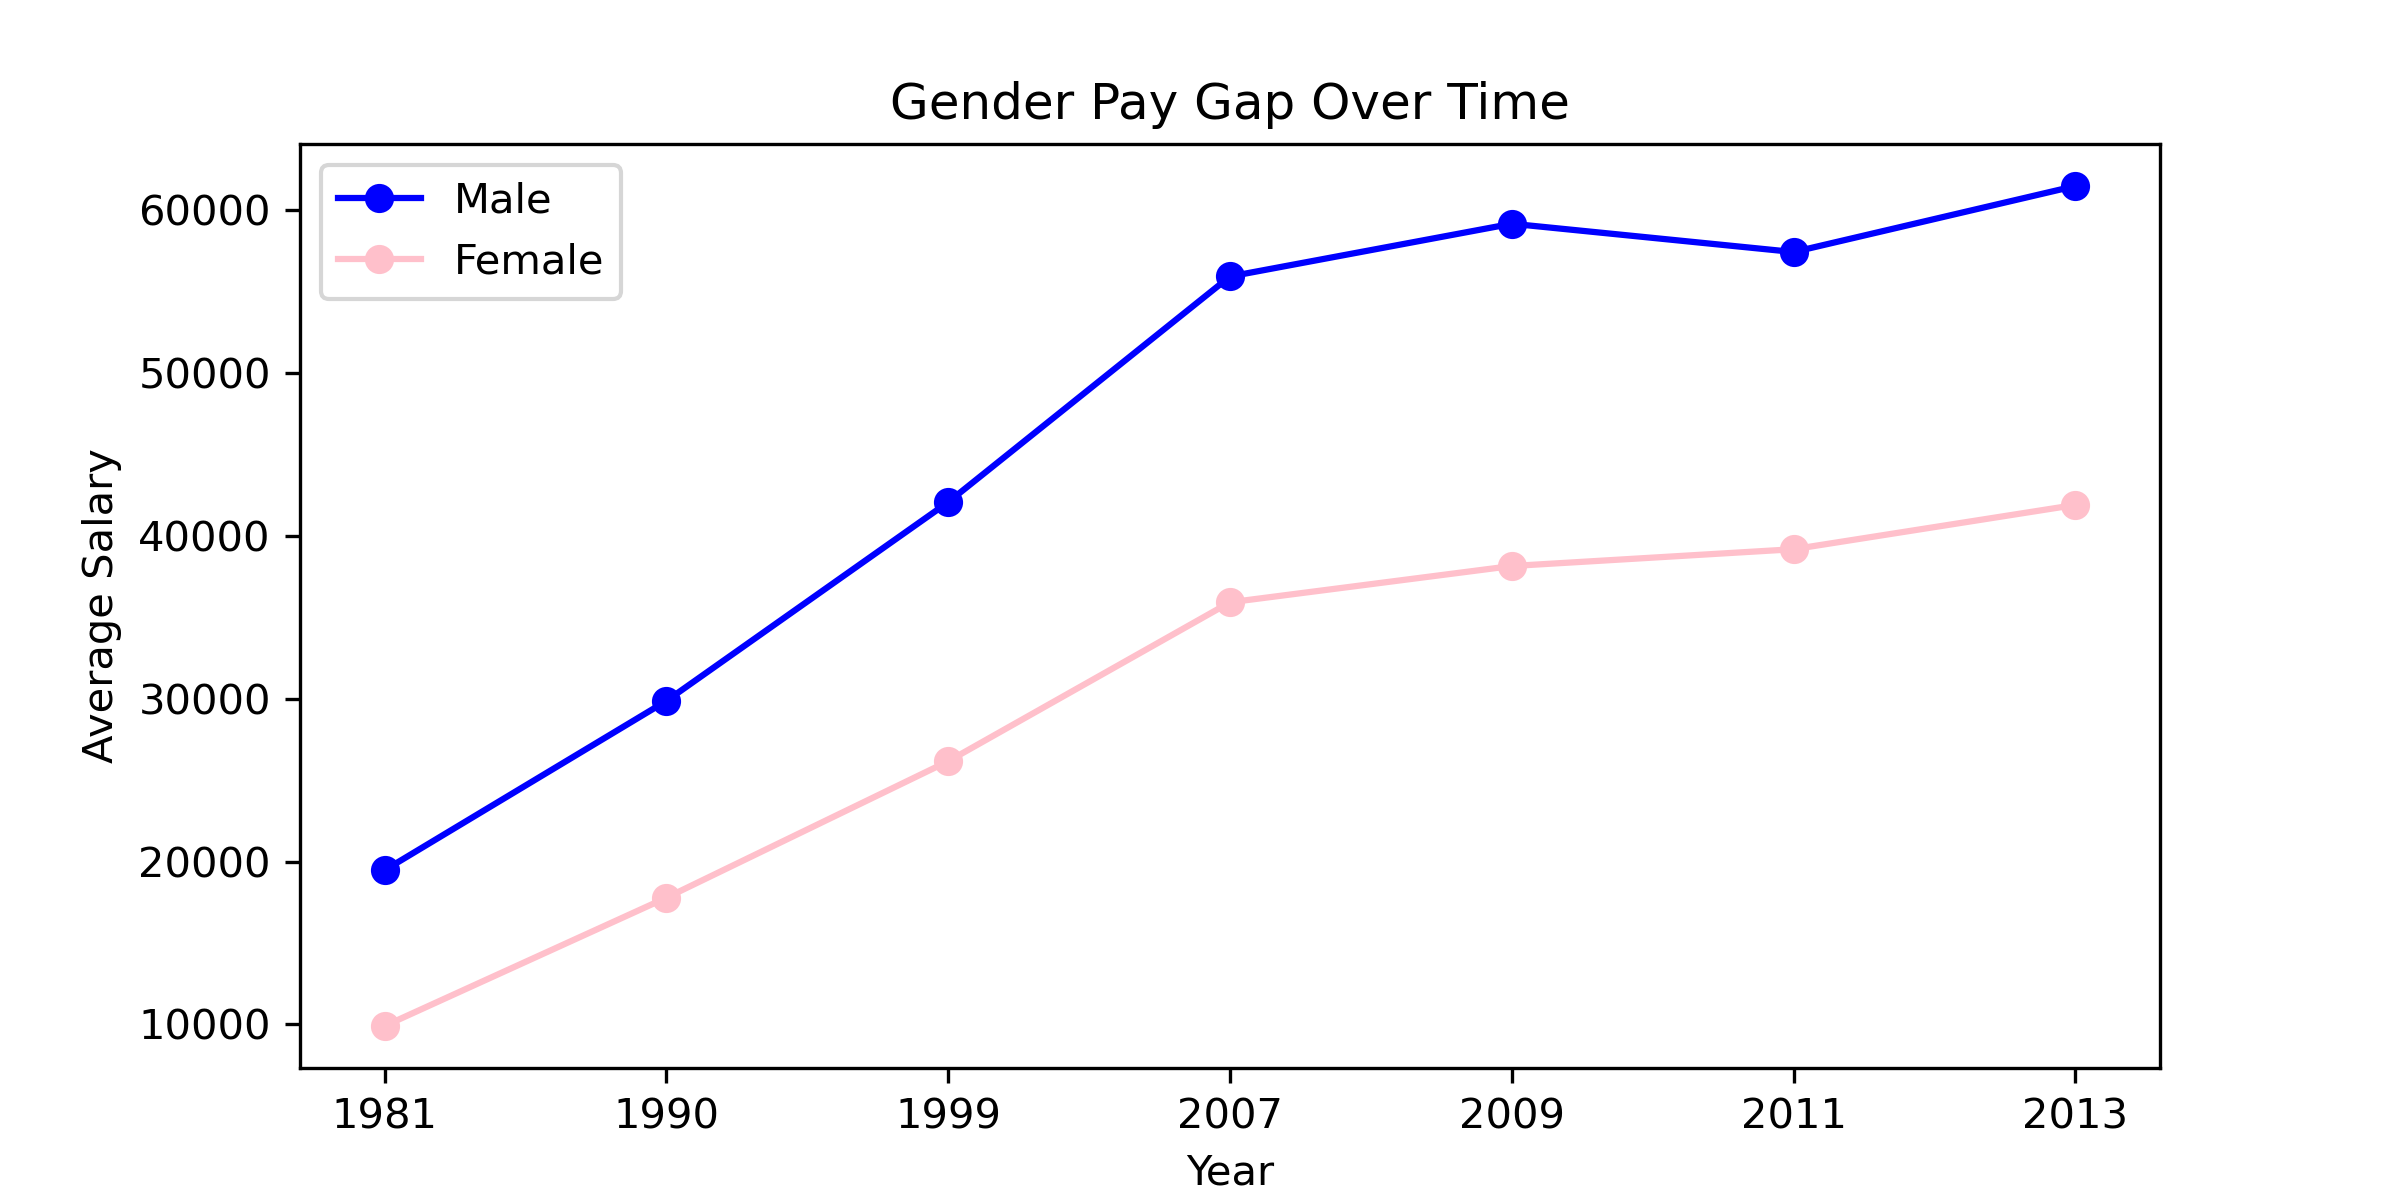 Gender Pay Gap Over Time
Male
Female
60000
50000
40000
30000
20000
10000
Average Salary
1981 1990 1999 2007 2009 2011 2013
Year